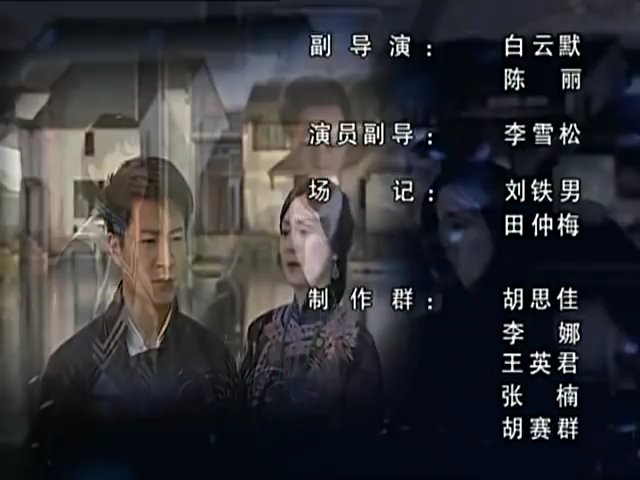 副导演：白云默
陈丽
演员副导：李雪松
场记：刘铁男
田仲梅
制作群：胡思佳
李娜
王英君
张楠
胡赛群